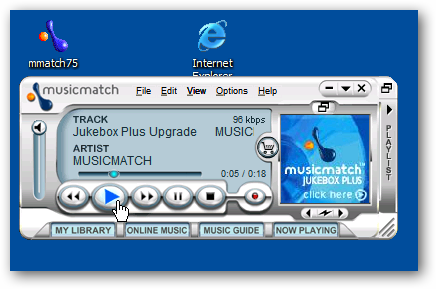 mmatch75
Internet
Explorer
musicmatch File Edit View Options Help
TRACK 96 kbps
Jukebox Plus Upgrade MUSIC
ARTIST
MUSICMATCH
0:05 / 0:18
musicmatch
JUKEBOX PLUS
click here
PLAYLIST
MY LIBRARY ONLINE MUSIC MUSIC GUIDE NOW PLAYING